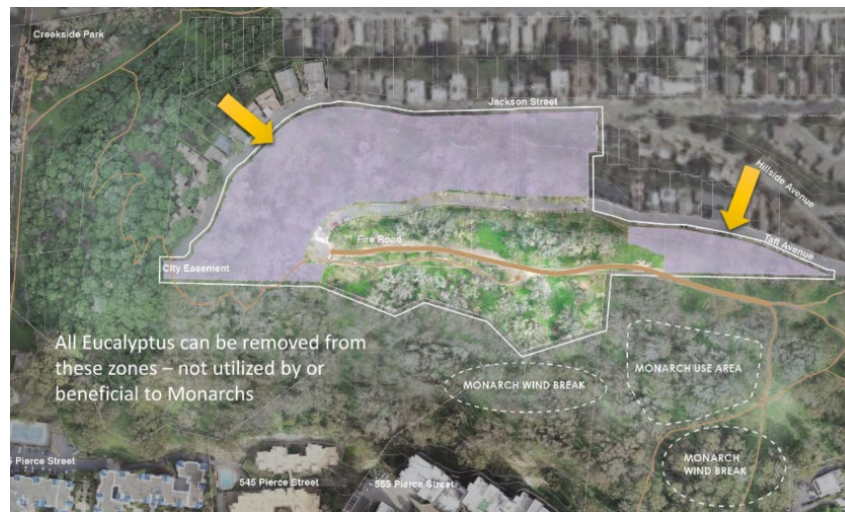 Creekside Park
Jackson Street
Hillside Avenue
Taft Avenue
Fire Road
City Easement
All Eucalyptus can be removed from
these zones – not utilized by or
beneficial to Monarchs
MONARCH USE AREA
MONARCH WIND BREAK
MONARCH
WIND BREAK
Pierce Street
545 Pierce Street
555 Pierce Street